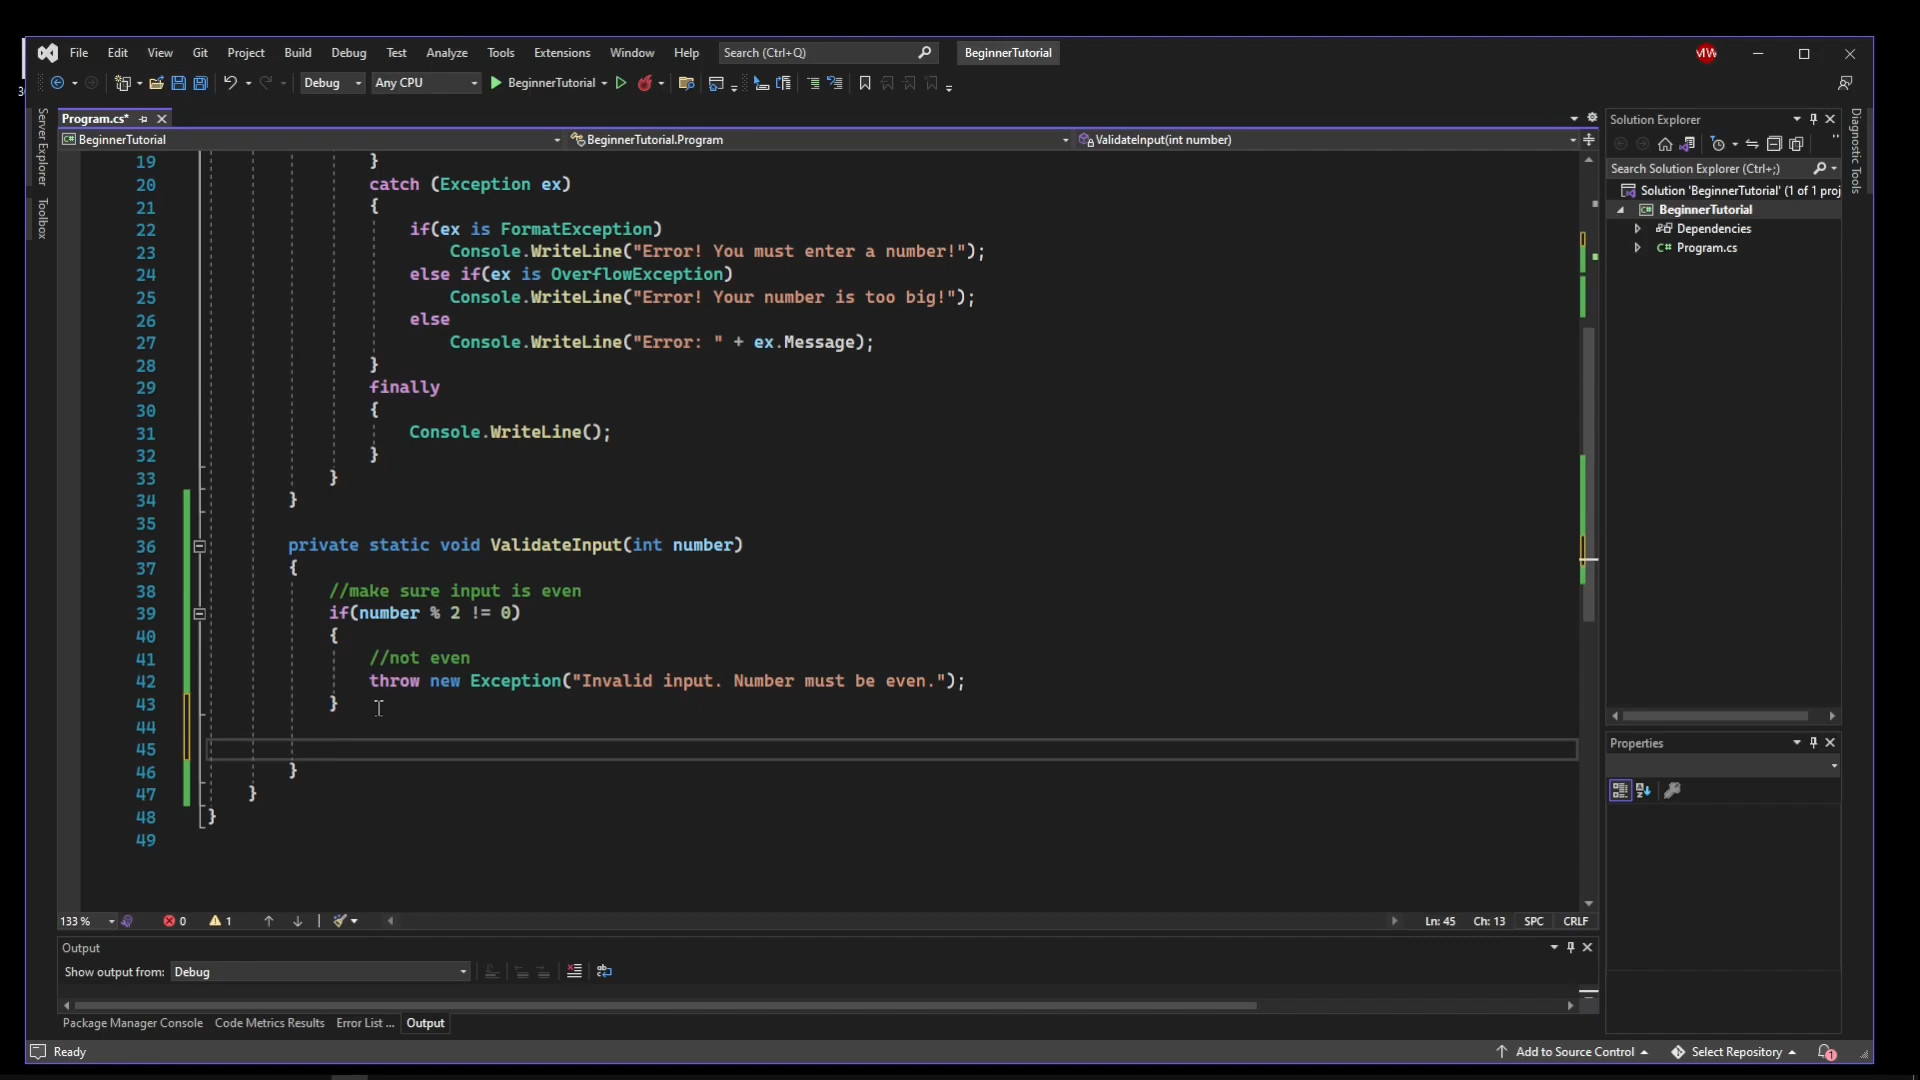 File Edit View Git Project Build Debug Test Analyze Tools Extensions Window Help Search (Ctrl+Q) BeginnerTutorial
Debug Any CPU BeginnerTutorial
Program.cs*
BeginnerTutorial BeginnerTutorial.Program ValidateInput(int number)
Server Explorer
Toolbox
19 }
20 catch (Exception ex)
21 {
22 if(ex is FormatException)
23 Console.WriteLine("Error! You must enter a number!");
24 else if(ex is OverflowException)
25 Console.WriteLine("Error! Your number is too big!");
26 else
27 Console.WriteLine("Error: " + ex.Message);
28 }
29 finally
30 {
31 Console.WriteLine();
32 }
33 }
34 }
35
36 private static void ValidateInput(int number)
37 {
38 //make sure input is even
39 if(number % 2 != 0)
40 {
41 //not even
42 throw new Exception("Invalid input. Number must be even.");
43 }
44
45
46 }
47 }
48 }
49
133 % 0 1 Ln: 45 Ch: 13 SPC CRLF
Output
Show output from: Debug
Package Manager Console Code Metrics Results Error List ... Output
Solution Explorer
Search Solution Explorer (Ctrl+;)
Solution 'BeginnerTutorial' (1 of 1 proj
BeginnerTutorial
Dependencies
C# Program.cs
Properties
Diagnostic Tools
Ready Add to Source Control Select Repository 1